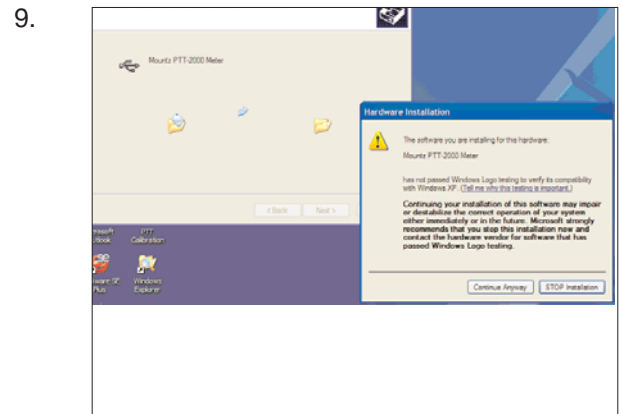 9.
Mountz PTT-2000 Meter
Hardware Installation
The software you are installing for this hardware:
Mountz PTT-2000 Meter
has not passed Windows Logo testing to verify its compatibility
with Windows XP. (Tell me why this testing is important.)
Continuing your installation of this software may impair
or destabilize the correct operation of your system
either immediately or in the future. Microsoft strongly
recommends that you stop this installation now and
contact the hardware vendor for software that has
passed Windows Logo testing.
< Back Next >
Continue Anyway STOP Installation
PTT
Calibration
SE
Plus
Windows
Explorer